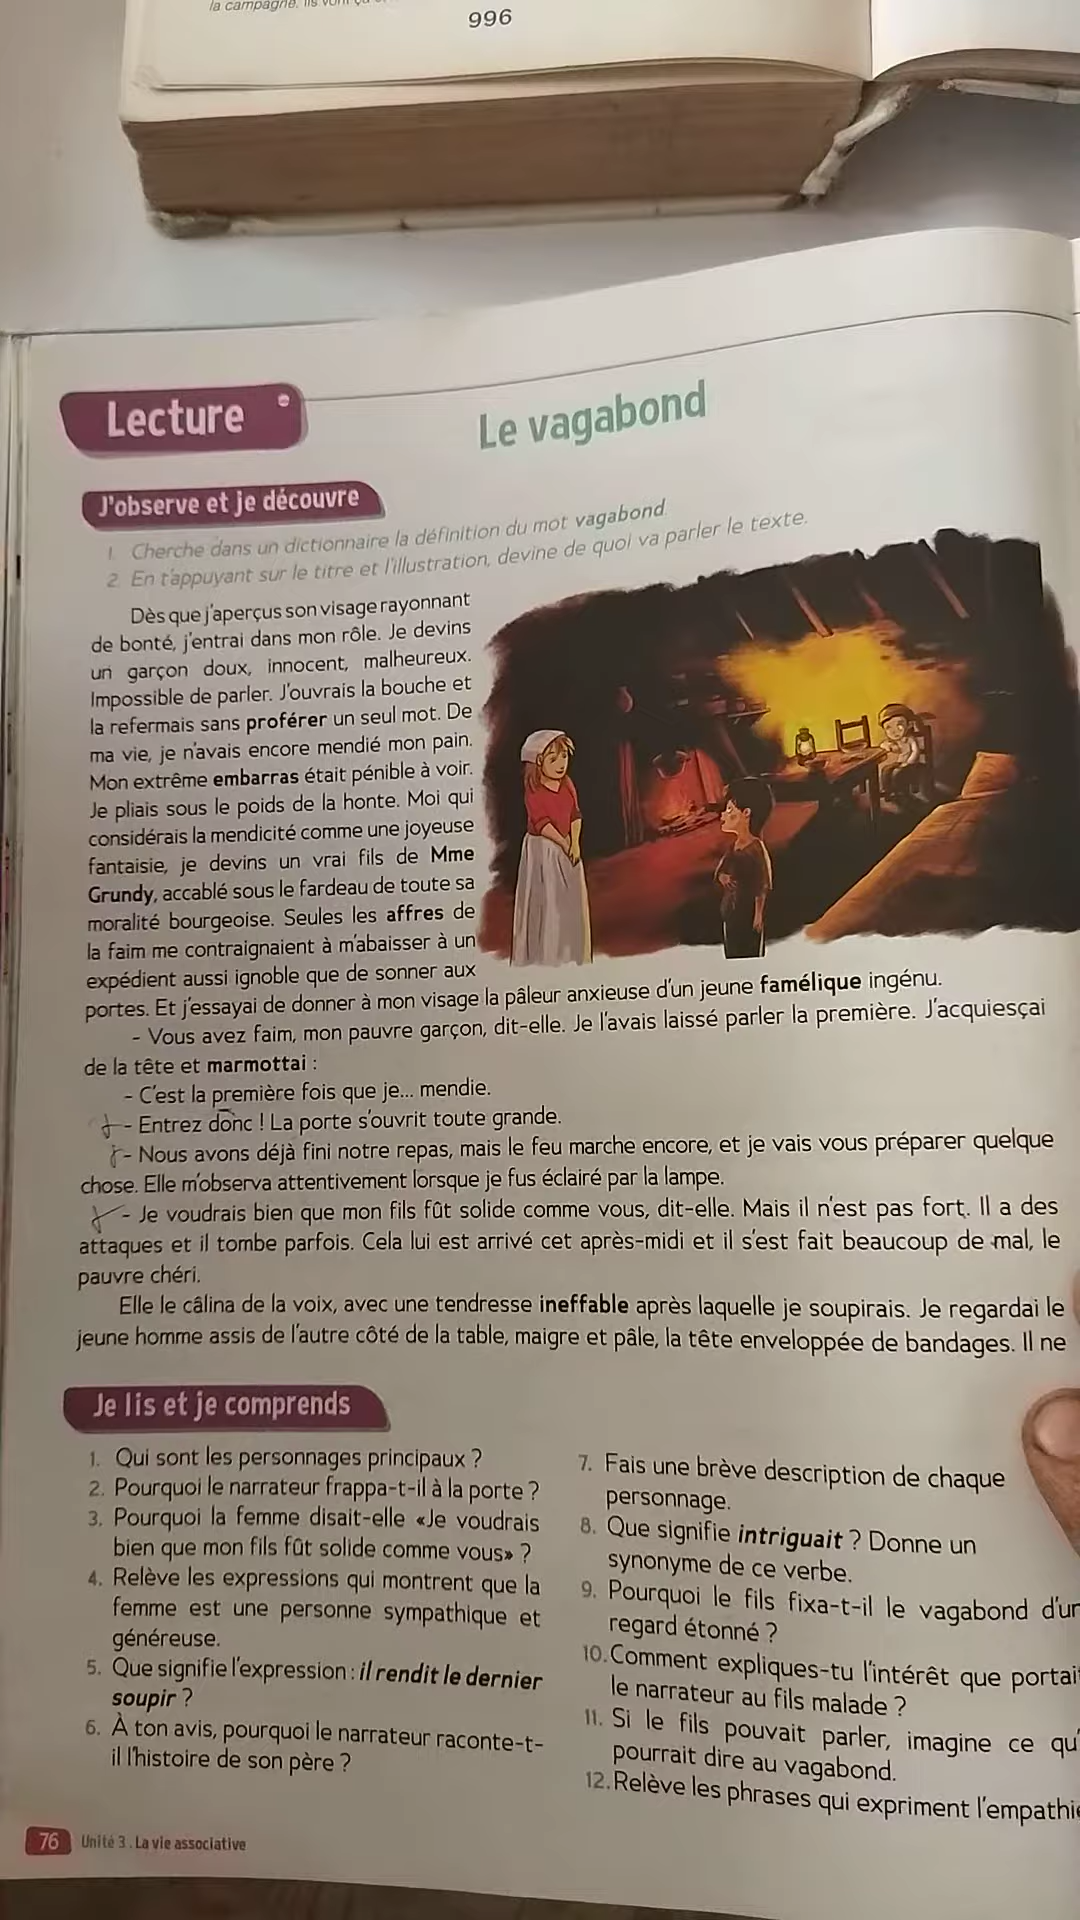 la campagne. Ils vont
996
Lecture
Le vagabond
J'observe et je découvre
1. Cherche dans un dictionnaire la définition du mot vagabond.
2. En t'appuyant sur le titre et l'illustration, devine de quoi va parler le texte.
Dès que j'aperçus son visage rayonnant
de bonté, j'entrai dans mon rôle. Je devins
un garçon doux, innocent, malheureux.
Impossible de parler. J'ouvrais la bouche et
la refermais sans proférer un seul mot. De
ma vie, je n'avais encore mendié mon pain.
Mon extrême embarras était pénible à voir.
Je pliais sous le poids de la honte. Moi qui
considérais la mendicité comme une joyeuse
fantaisie, je devins un vrai fils de Mme
Grundy, accablé sous le fardeau de toute sa
moralité bourgeoise. Seules les affres de
la faim me contraignaient à m'abaisser à un
expédient aussi ignoble que de sonner aux
portes. Et j'essayai de donner à mon visage la pâleur anxieuse d'un jeune famélique ingénu.
- Vous avez faim, mon pauvre garçon, dit-elle. Je l'avais laissé parler la première. J'acquiesçai
de la tête et marmottai :
- C'est la première fois que je... mendie.
- Entrez donc ! La porte s'ouvrit toute grande.
- Nous avons déjà fini notre repas, mais le feu marche encore, et je vais vous préparer quelque
chose. Elle m'observa attentivement lorsque je fus éclairé par la lampe.
- Je voudrais bien que mon fils fût solide comme vous, dit-elle. Mais il n'est pas fort. Il a des
attaques et il tombe parfois. Cela lui est arrivé cet après-midi et il s'est fait beaucoup de mal, le
pauvre chéri.
Elle le câlina de la voix, avec une tendresse ineffable après laquelle je soupirais. Je regardai le
jeune homme assis de l'autre côté de la table, maigre et pâle, la tête enveloppée de bandages. Il ne
Je lis et je comprends
1. Qui sont les personnages principaux ?
2. Pourquoi le narrateur frappa-t-il à la porte ?
3. Pourquoi la femme disait-elle «Je voudrais
bien que mon fils fût solide comme vous» ?
4. Relève les expressions qui montrent que la
femme est une personne sympathique et
généreuse.
5. Que signifie l'expression : il rendit le dernier
soupir ?
6. À ton avis, pourquoi le narrateur raconte-t-
il l'histoire de son père ?
7. Fais une brève description de chaque
personnage.
8. Que signifie intriguait ? Donne un
synonyme de ce verbe.
9. Pourquoi le fils fixa-t-il le vagabond d'un
regard étonné ?
10. Comment expliques-tu l'intérêt que portait
le narrateur au fils malade ?
11. Si le fils pouvait parler, imagine ce qu'
pourrait dire au vagabond.
12. Relève les phrases qui expriment l'empathie
76 Unité 3 . La vie associative